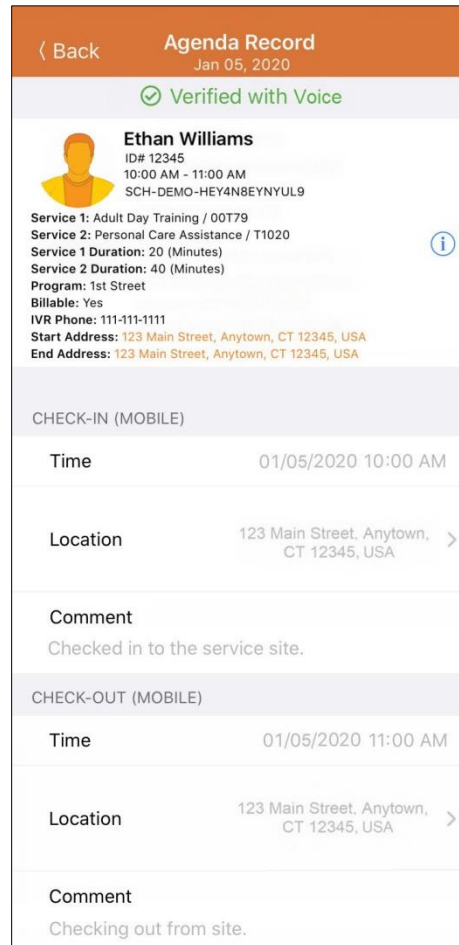 〈 Back
Agenda Record
Jan 05, 2020
Verified with Voice
Ethan Williams
ID# 12345
10:00 AM - 11:00 AM
SCH-DEMO-HEY4N8EYNYUL9
Service 1: Adult Day Training / 00T79
Service 2: Personal Care Assistance / T1020
Service 1 Duration: 20 (Minutes)
Service 2 Duration: 40 (Minutes)
Program: 1st Street
Billable: Yes
IVR Phone: 111-111-1111
Start Address: 123 Main Street, Anytown, CT 12345, USA
End Address: 123 Main Street, Anytown, CT 12345, USA
CHECK-IN (MOBILE)
Time 01/05/2020 10:00 AM
Location 123 Main Street, Anytown,
CT 12345, USA
Comment
Checked in to the service site.
CHECK-OUT (MOBILE)
Time 01/05/2020 11:00 AM
Location 123 Main Street, Anytown,
CT 12345, USA
Comment
Checking out from site.